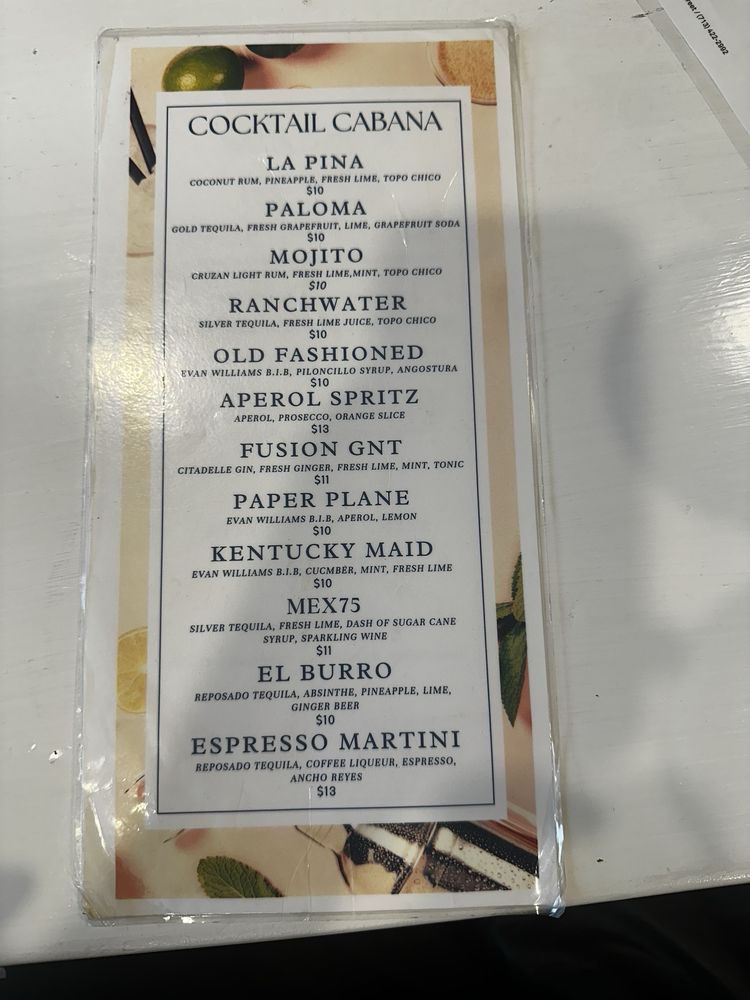 reet / (713) 422-2992
COCKTAIL CABANA
LA PINA
COCONUT RUM, PINEAPPLE, FRESH LIME, TOPO CHICO
$10
PALOMA
GOLD TEQUILA, FRESH GRAPEFRUIT, LIME, GRAPEFRUIT SODA
$10
MOJITO
CRUZAN LIGHT RUM, FRESH LIME,MINT, TOPO CHICO
$10
RANCHWATER
SILVER TEQUILA, FRESH LIME JUICE, TOPO CHICO
$10
OLD FASHIONED
EVAN WILLIAMS B.I.B, PILONCILLO SYRUP, ANGOSTURA
$10
APEROL SPRITZ
APEROL, PROSECCO, ORANGE SLICE
$13
FUSION GNT
CITADELLE GIN, FRESH GINGER, FRESH LIME, MINT, TONIC
$11
PAPER PLANE
EVAN WILLIAMS B.I.B, APEROL, LEMON
$10
KENTUCKY MAID
EVAN WILLIAMS B.I.B, CUCMBER, MINT, FRESH LIME
$10
MEX75
SILVER TEQUILA, FRESH LIME, DASH OF SUGAR CANE
SYRUP, SPARKLING WINE
$11
EL BURRO
REPOSADO TEQUILA, ABSINTHE, PINEAPPLE, LIME,
GINGER BEER
$10
ESPRESSO MARTINI
REPOSADO TEQUILA, COFFEE LIQUEUR, ESPRESSO,
ANCHO REYES
$13